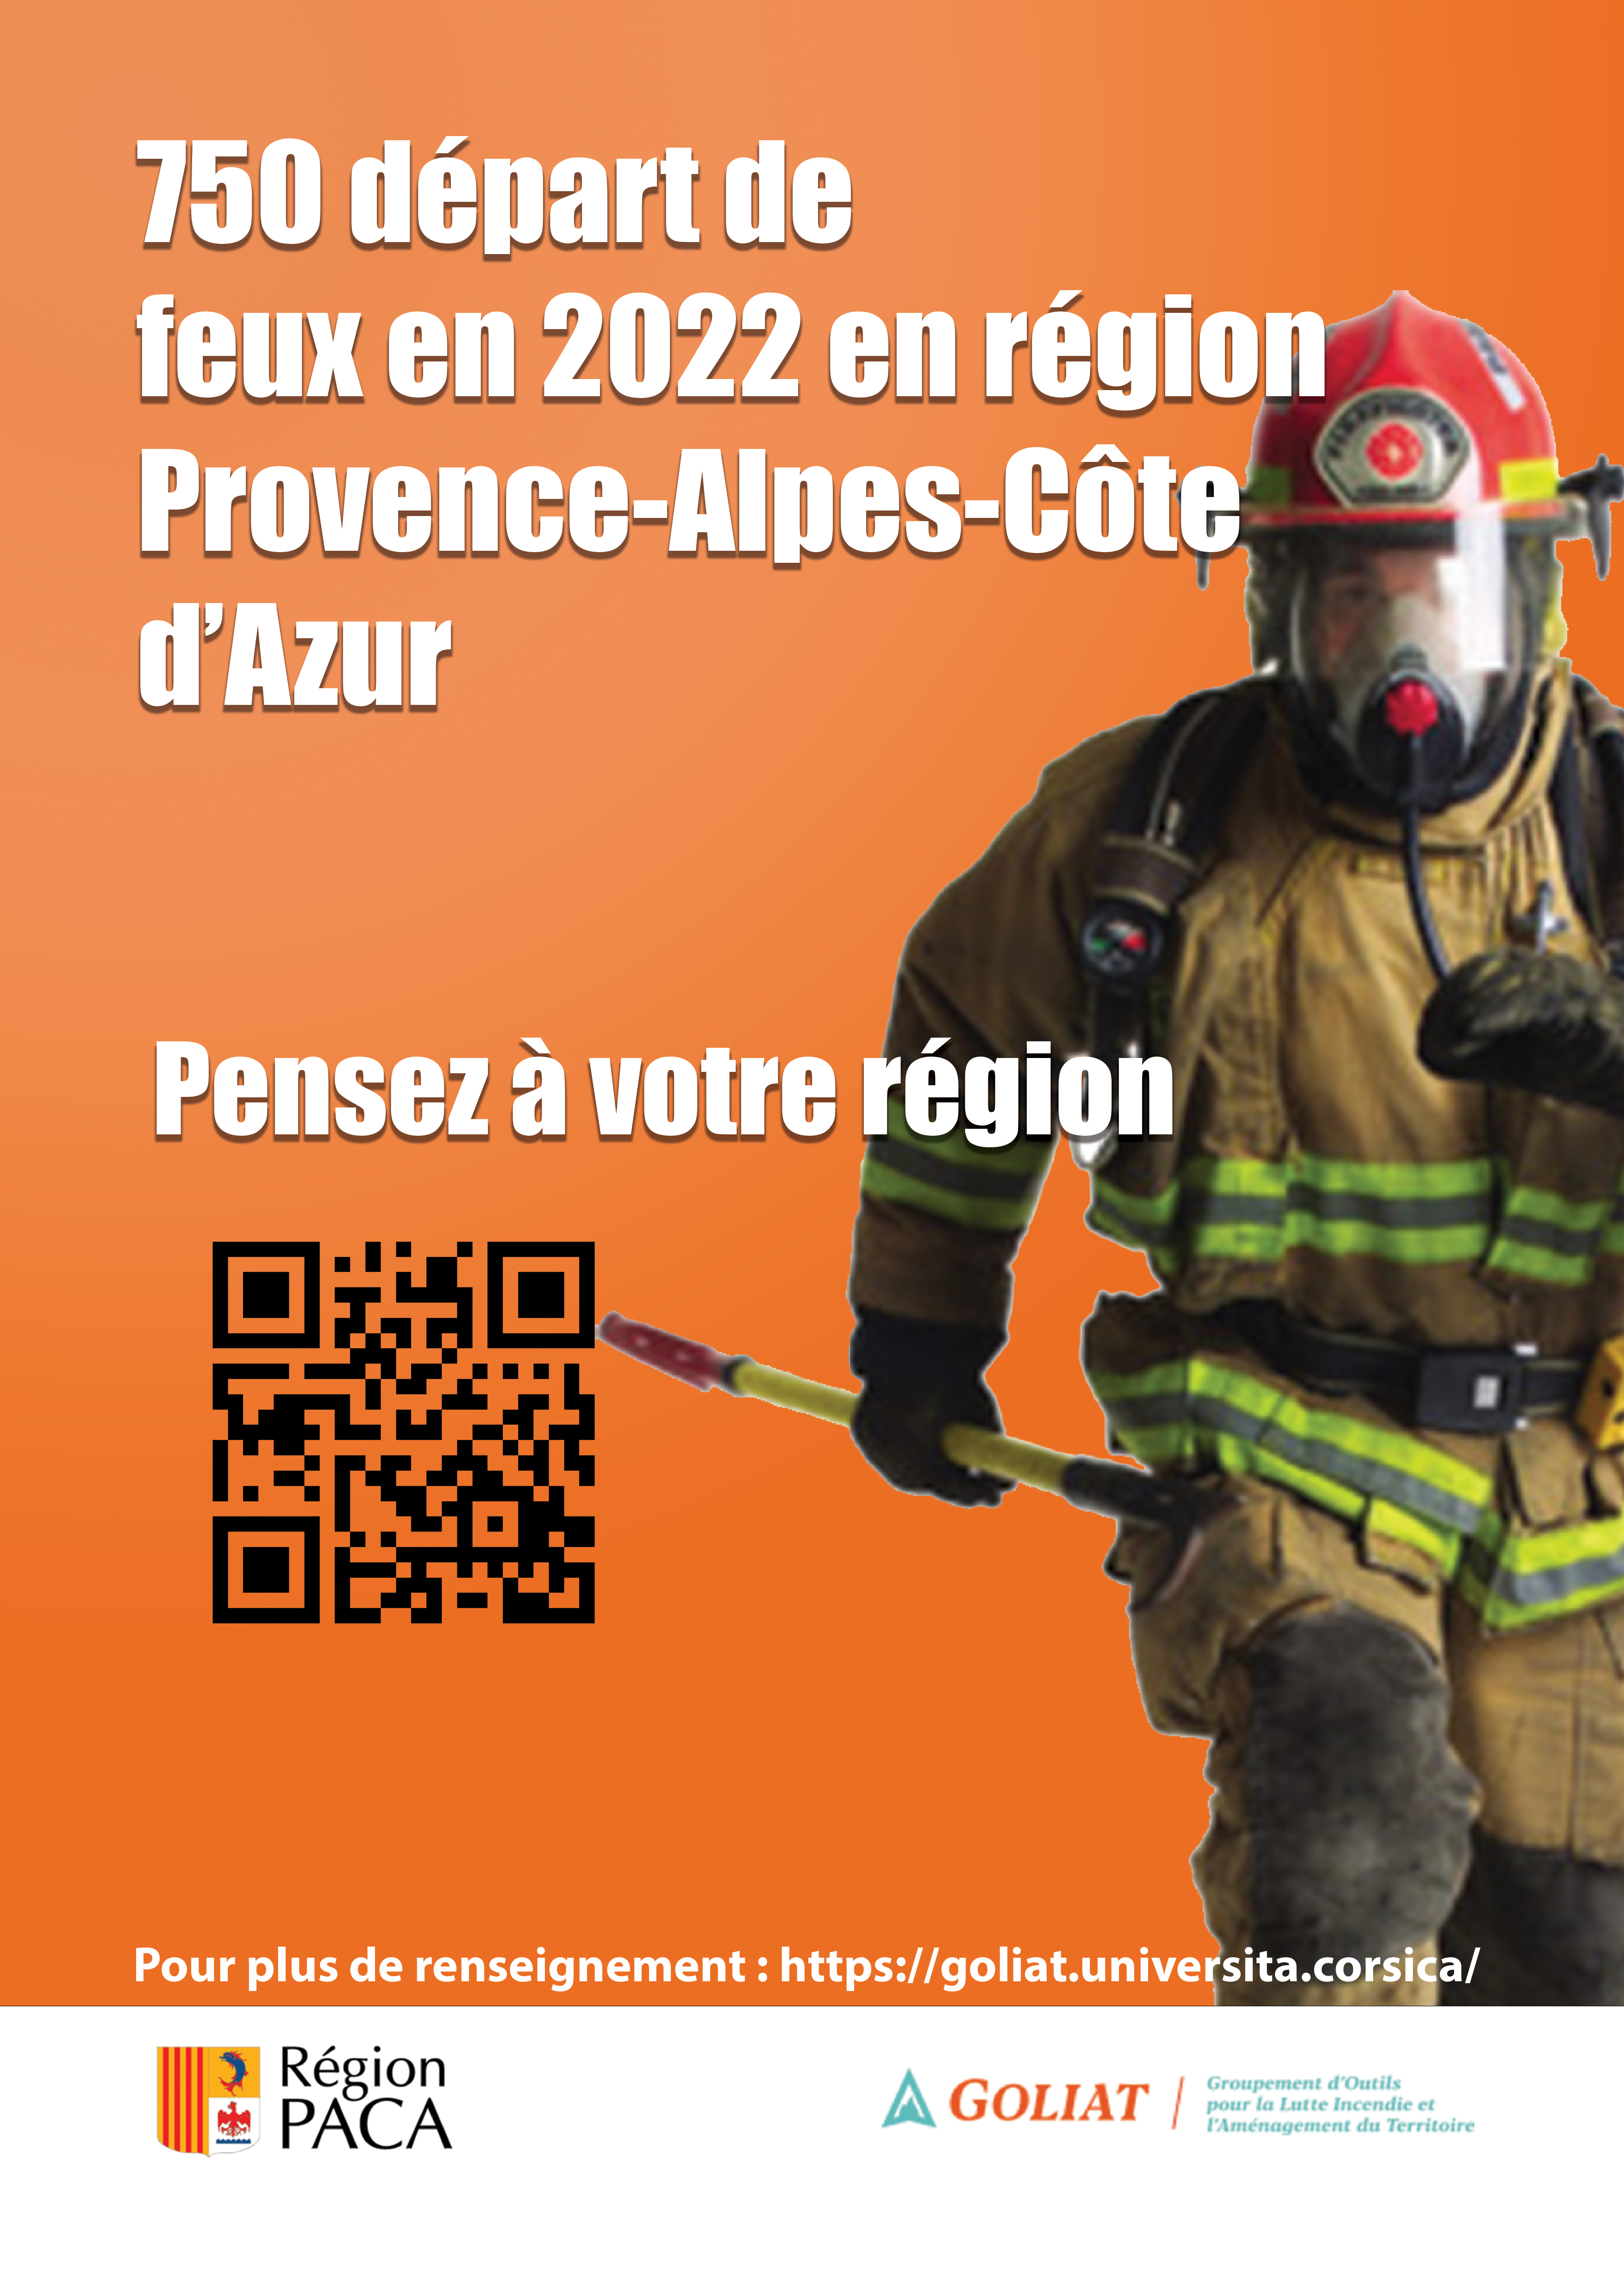 750 départ de
feux en 2022 en région
Provence-Alpes-Côte
d’Azur
Pensez à votre région
Pour plus de renseignement : https://goliat.universita.corsica/
Région
PACA
GOLIAT
Groupement d’Outils
pour la Lutte Incendie et
l’Aménagement du Territoire